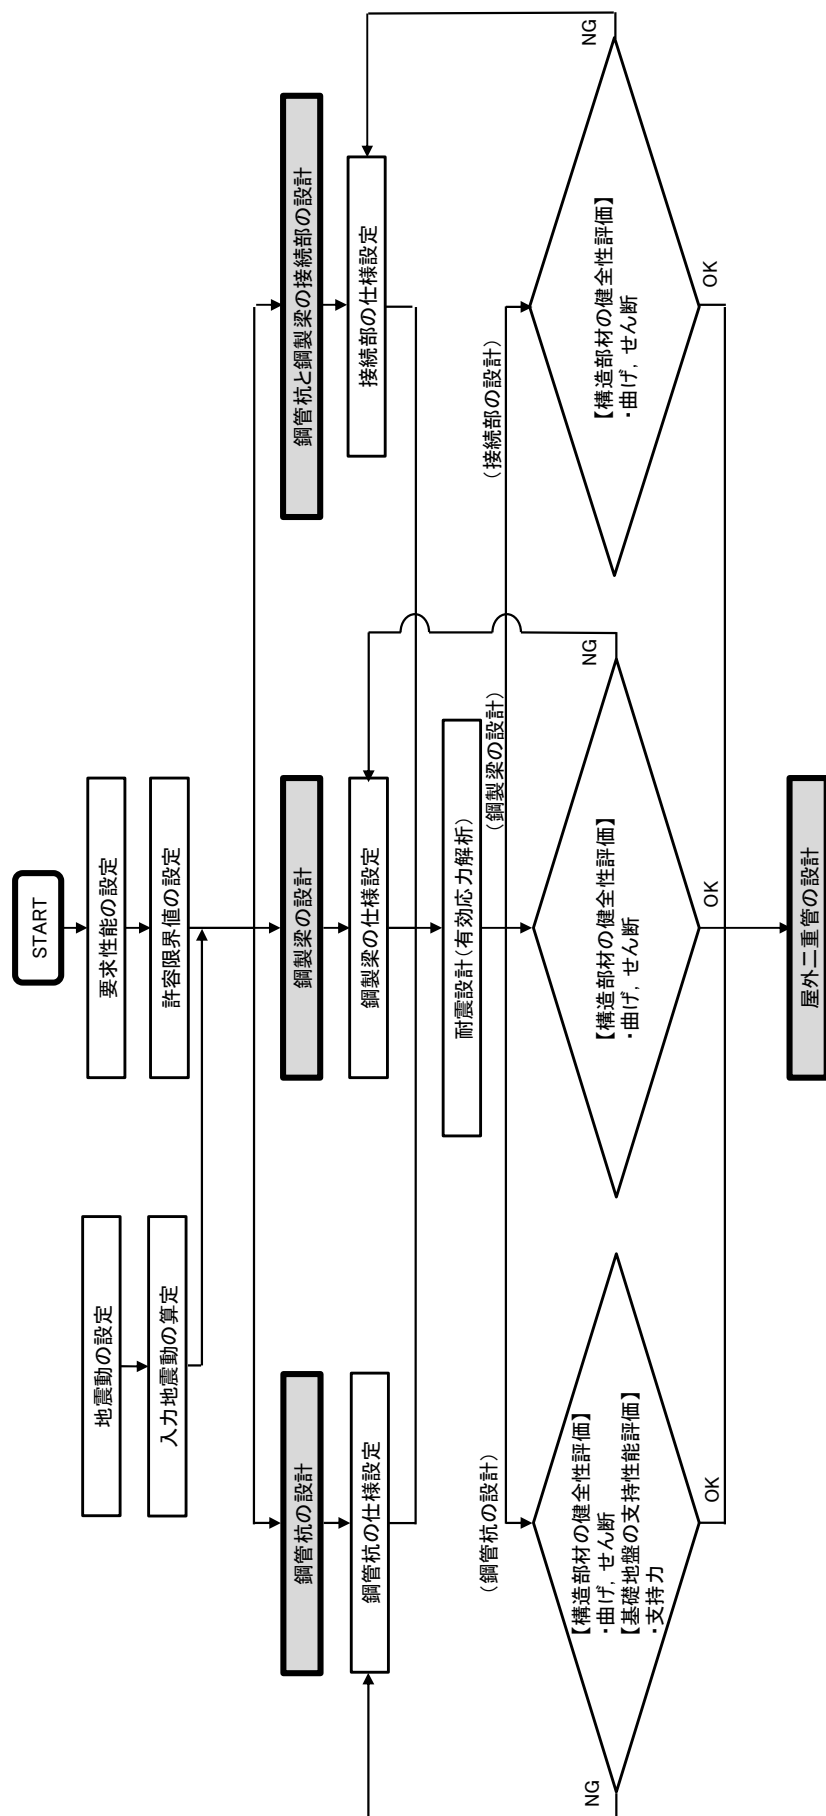 START
要求性能の設定
許容限界値の設定
地震動の設定
入力地震動の算定
鋼管杭の設計
鋼製梁の設計
鋼管杭と鋼製梁の接続部の設計
鋼管杭の仕様設定
鋼製梁の仕様設定
接続部の仕様設定
耐震設計(有効応力解析)
(鋼管杭の設計)
(鋼製梁の設計)
(接続部の設計)
【構造部材の健全性評価】
・曲げ,せん断
【基礎地盤の支持性能評価】
・支持力
【構造部材の健全性評価】
・曲げ,せん断
【構造部材の健全性評価】
・曲げ,せん断
NG
NG
NG
OK
OK
OK
屋外二重管の設計